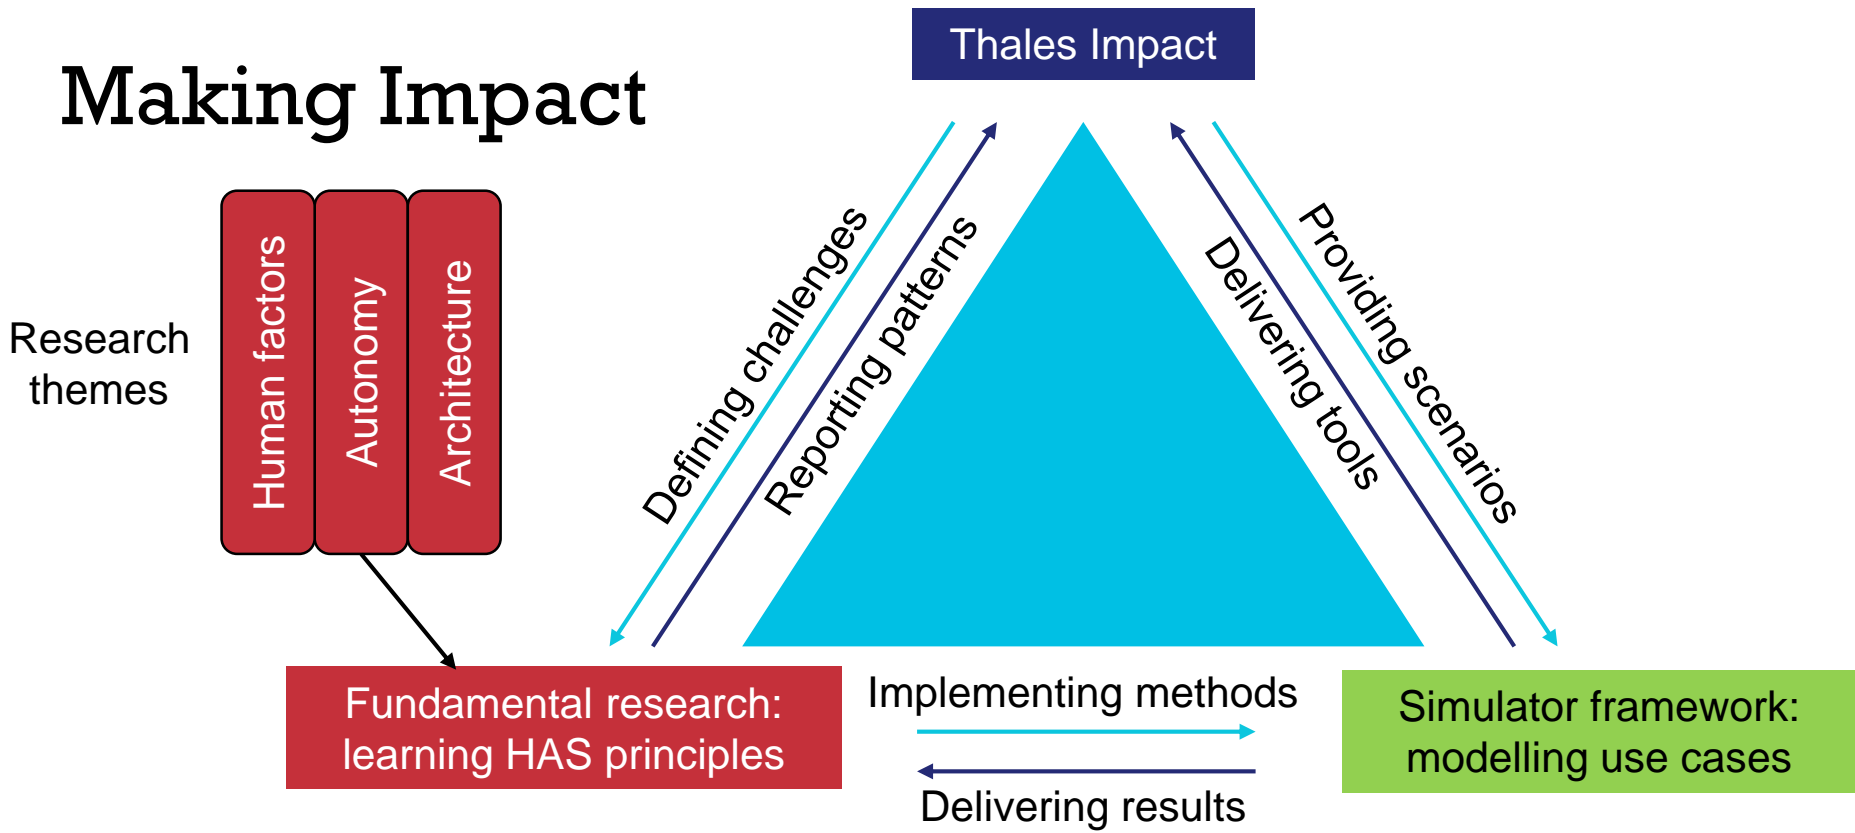 Making Impact
Thales Impact
Research
themes
Human factors
Autonomy
Architecture
Defining challenges
Reporting patterns
Delivering tools
Providing scenarios
Fundamental research:
learning HAS principles
Implementing methods
Delivering results
Simulator framework:
modelling use cases